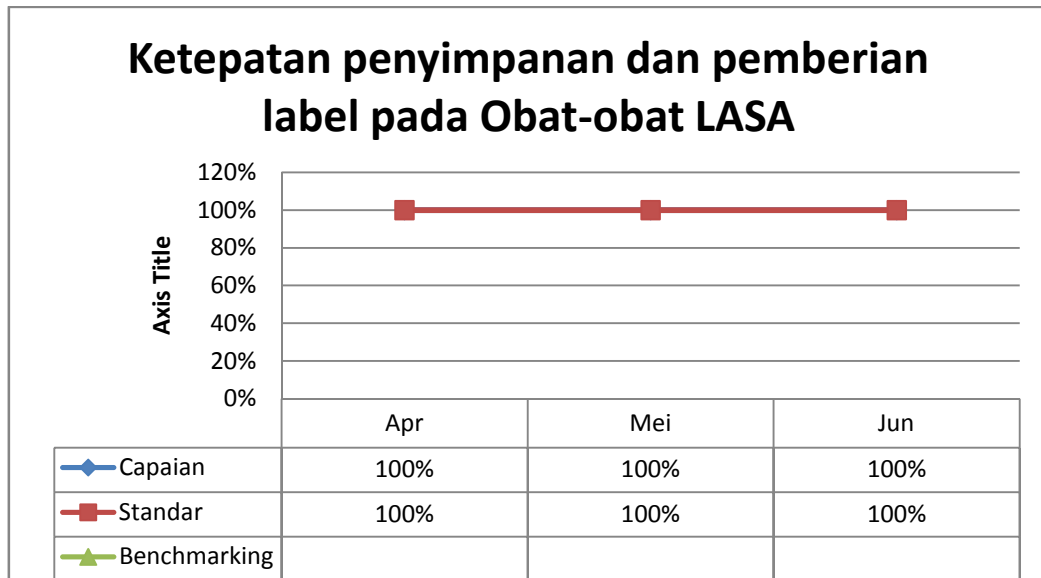 Ketepatan penyimpanan dan pemberian
label pada Obat-obat LASA
120%
100%
80%
60%
40%
20%
0%
Axis Title
Apr Mei Jun
Capaian 100% 100% 100%
Standar 100% 100% 100%
Benchmarking